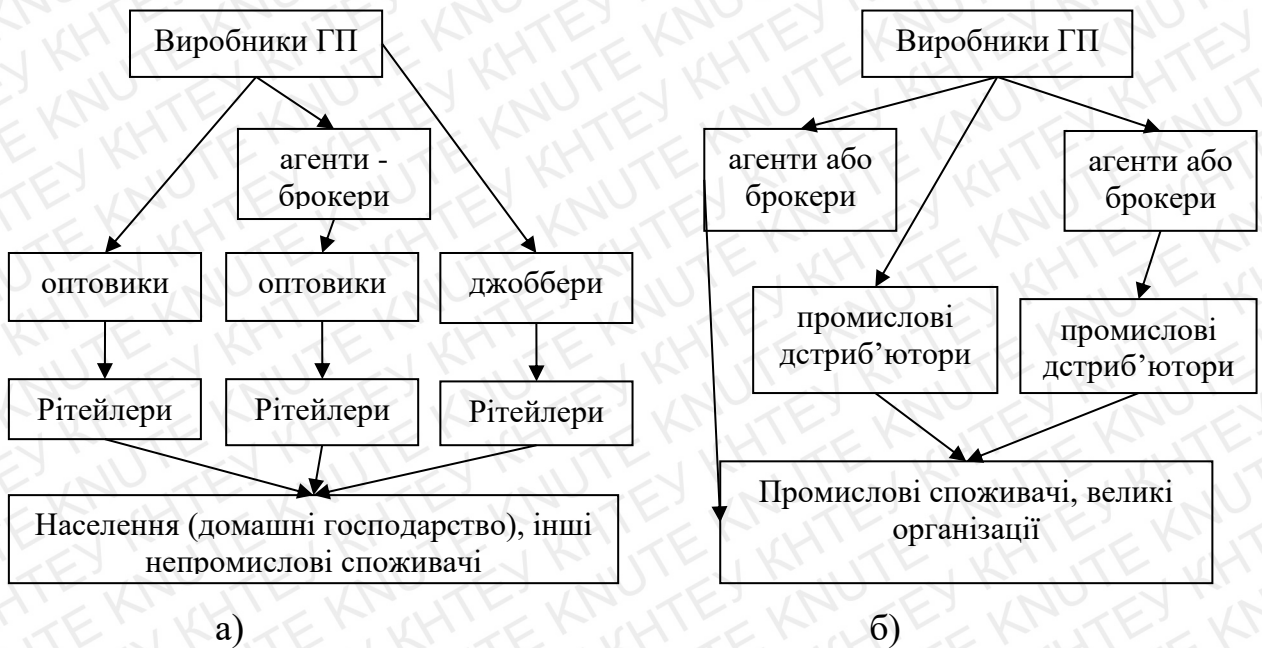 Виробники ГП
агенти -
брокери
оптовики
оптовики
джоббери
Рітейлери
Рітейлери
Рітейлери
Населення (домашні господарство), інші
непромислові споживачі
а)
Виробники ГП
агенти або
брокери
агенти або
брокери
промислові
дстриб’ютори
промислові
дстриб’ютори
Промислові споживачі, великі
організації
б)